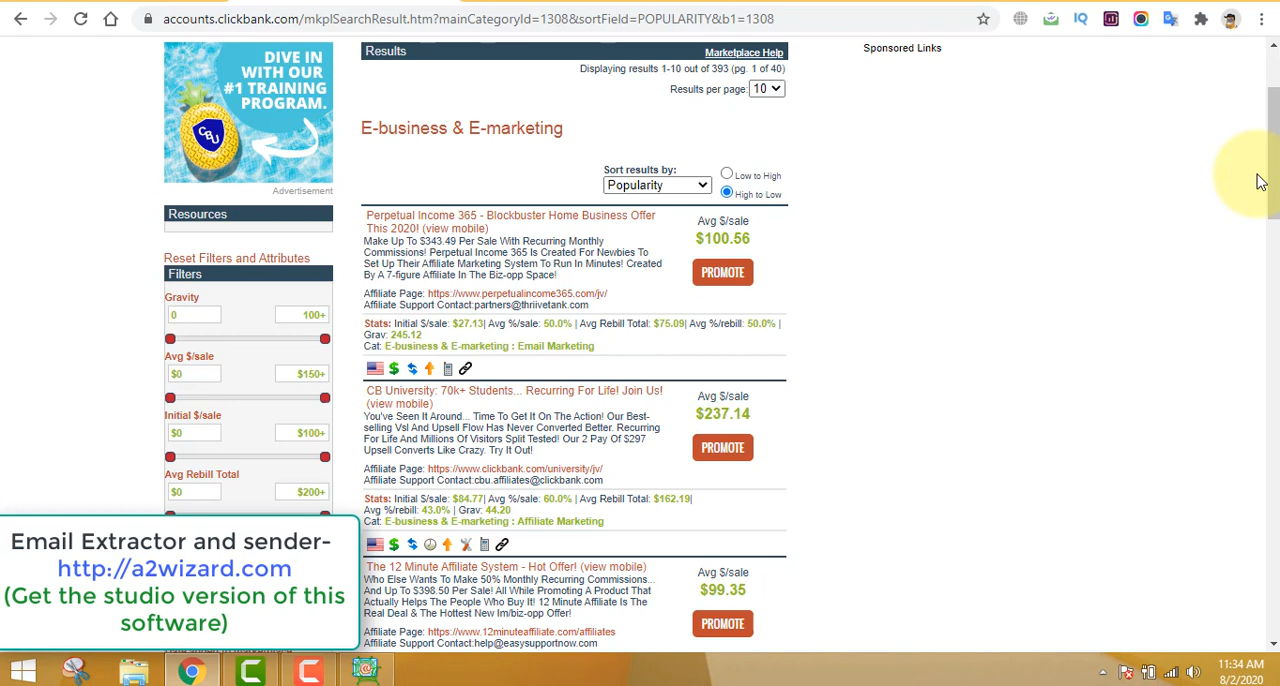 accounts.clickbank.com/mkplSearchResult.htm?mainCategoryId=1308&sortField=POPULARITY&b1=1308
DIVE IN
WITH OUR
#1 TRAINING
PROGRAM.
CBU
Advertisement
Resources
Reset Filters and Attributes
Filters
Gravity
0 100+
Avg $/sale
$0 $150+
Initial $/sale
$0 $100+
Avg Rebill Total
$0 $200+
Results Marketplace Help
Displaying results 1-10 out of 393 (pg. 1 of 40)
Results per page: 10
E-business & E-marketing
Sort results by:
Popularity
Low to High
High to Low
Perpetual Income 365 - Blockbuster Home Business Offer
This 2020! (view mobile)
Make Up To $343.49 Per Sale With Recurring Monthly
Commissions! Perpetual Income 365 Is Created For Newbies To
Set Up Their Affiliate Marketing System To Run In Minutes! Created
By A 7-figure Affiliate In The Biz-opp Space!
Avg $/sale
$100.56
PROMOTE
Affiliate Page: https://www.perpetualincome365.com/jv/
Affiliate Support Contact:partners@thriivetank.com
Stats: Initial $/sale: $27.13| Avg %/sale: 50.0% | Avg Rebill Total: $75.09| Avg %/rebill: 50.0% |
Grav: 245.12
Cat: E-business & E-marketing : Email Marketing
CB University: 70k+ Students... Recurring For Life! Join Us!
(view mobile)
You've Seen It Around... Time To Get It On The Action! Our Best-
selling Vsl And Upsell Flow Has Never Converted Better. Recurring
For Life And Millions Of Visitors Split Tested! Our 2 Pay Of $297
Upsell Converts Like Crazy. Try It Out!
Avg $/sale
$237.14
PROMOTE
Affiliate Page: https://www.clickbank.com/university/jv/
Affiliate Support Contact:cbu.affiliates@clickbank.com
Stats: Initial $/sale: $84.77| Avg %/sale: 60.0% | Avg Rebill Total: $162.19|
Avg %/rebill: 43.0% | Grav: 44.20
Cat: E-business & E-marketing : Affiliate Marketing
The 12 Minute Affiliate System - Hot Offer! (view mobile)
Who Else Wants To Make 50% Monthly Recurring Commissions...
And Up To $398.50 Per Sale! All While Promoting A Product That
Actually Helps The People Who Buy It! 12 Minute Affiliate Is The
Real Deal & The Hottest New Im/biz-opp Offer!
Avg $/sale
$99.35
PROMOTE
Affiliate Page: https://www.12minuteaffiliate.com/affiliates
Affiliate Support Contact:help@easysupportnow.com
Sponsored Links
Email Extractor and sender-
http://a2wizard.com
(Get the studio version of this
software)
11:34 AM
8/2/2020